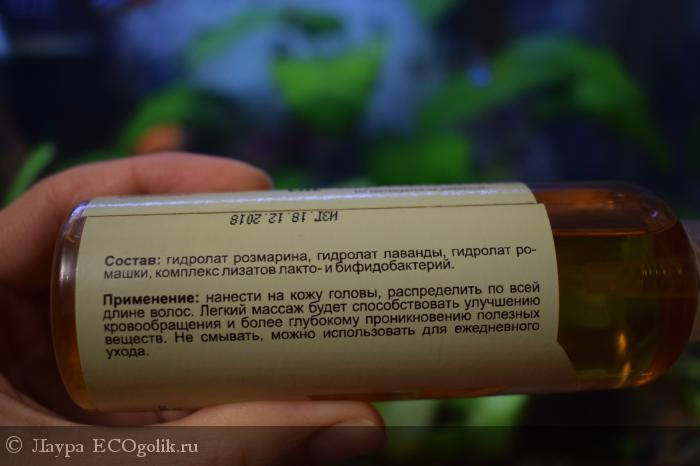 ИЗГ 18.12.2018
Состав: гидролат розмарина, гидролат лаванды, гидролат ро-
машки, комплекс лизатов лакто- и бифидобактерий.
Применение: нанести на кожу головы, распределить по всей
длине волос. Легкий массаж будет способствовать улучшению
кровообращения и более глубокому проникновению полезных
веществ. Не смывать, можно использовать для ежедневного
ухода.
© Лаура ECOgolik.ru